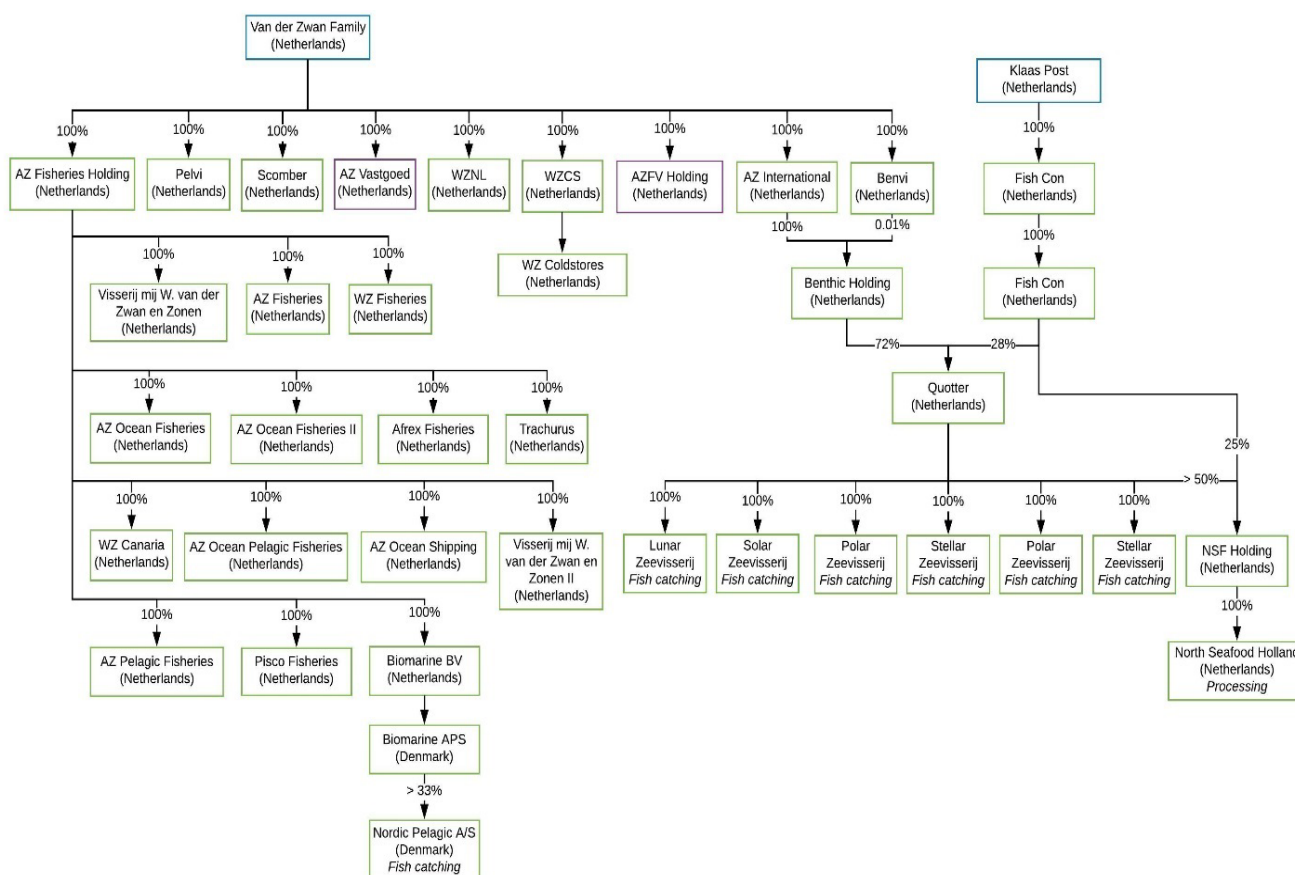 Van der Zwan Family
(Netherlands)
Klaas Post
(Netherlands)
100%
100%
100%
100%
100%
100%
100%
100%
100%
100%
AZ Fisheries Holding
(Netherlands)
Pelvi
(Netherlands)
Scomber
(Netherlands)
AZ Vastgoed
(Netherlands)
WZNL
(Netherlands)
WZCS
(Netherlands)
AZFV Holding
(Netherlands)
AZ International
(Netherlands)
Benvi
(Netherlands)
Fish Con
(Netherlands)
100%
0.01%
100%
100%
100%
100%
Visserij mij W. van der
Zwan en Zonen
(Netherlands)
AZ Fisheries
(Netherlands)
WZ Fisheries
(Netherlands)
WZ Coldstores
(Netherlands)
Benthic Holding
(Netherlands)
Fish Con
(Netherlands)
72%
28%
Quotter
(Netherlands)
100%
100%
100%
100%
AZ Ocean Fisheries
(Netherlands)
AZ Ocean Fisheries II
(Netherlands)
Afrex Fisheries
(Netherlands)
Trachurus
(Netherlands)
25%
> 50%
100%
100%
100%
100%
WZ Canaria
(Netherlands)
AZ Ocean Pelagic Fisheries
(Netherlands)
AZ Ocean Shipping
(Netherlands)
Visserij mij W.
van der Zwan en
Zonen II
(Netherlands)
100%
100%
100%
100%
100%
100%
Lunar
Zeevisserij
Fish catching
Solar
Zeevisserij
Fish catching
Polar
Zeevisserij
Fish catching
Stellar
Zeevisserij
Fish catching
Polar
Zeevisserij
Fish catching
Stellar
Zeevisserij
Fish catching
NSF Holding
(Netherlands)
100%
North Seafood Holland
(Netherlands)
Processing
100%
100%
100%
AZ Pelagic Fisheries
(Netherlands)
Pisco Fisheries
(Netherlands)
Biomarine BV
(Netherlands)
Biomarine APS
(Denmark)
> 33%
Nordic Pelagic A/S
(Denmark)
Fish catching